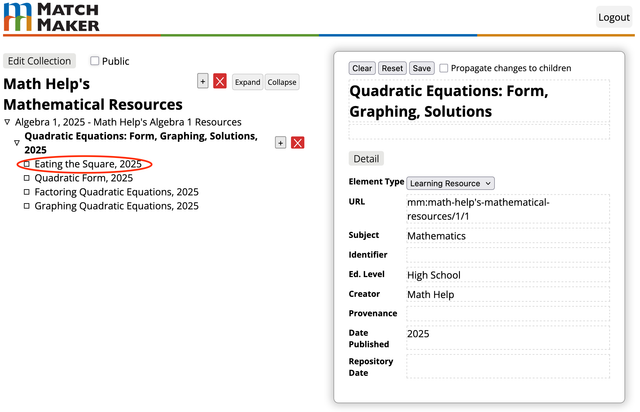 MATCH
MAKER
Logout
Edit Collection
Public
Math Help's
Mathematical Resources
+
Expand
Collapse
Algebra 1, 2025 - Math Help's Algebra 1 Resources
Quadratic Equations: Form, Graphing, Solutions,
2025
+
Eating the Square, 2025
Quadratic Form, 2025
Factoring Quadratic Equations, 2025
Graphing Quadratic Equations, 2025
Clear Reset Save Propagate changes to children
Quadratic Equations: Form,
Graphing, Solutions
Detail
Element Type Learning Resource
URL mm:math-help's-mathematical-
resources/1/1
Subject Mathematics
Identifier
Ed. Level High School
Creator Math Help
Provenance
Date
Published 2025
Repository
Date